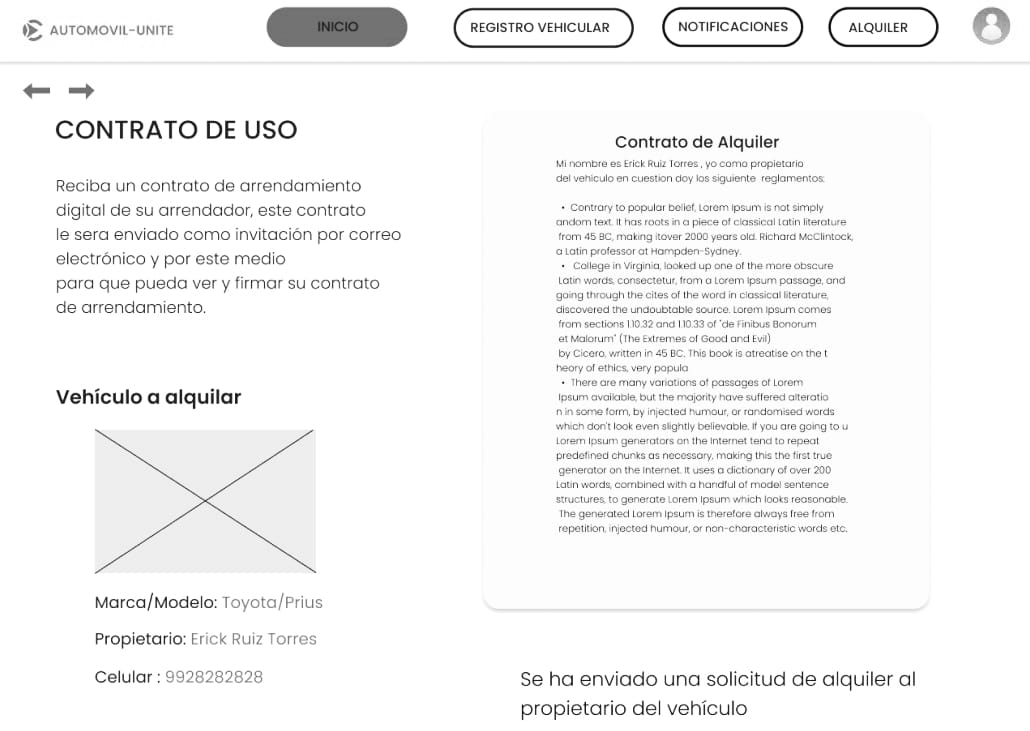 AUTOMOVIL-UNITE
INICIO
REGISTRO VEHICULAR
NOTIFICACIONES
ALQUILER
CONTRATO DE USO
Reciba un contrato de arrendamiento
digital de su arrendador, este contrato
le sera enviado como invitación por correo
electrónico y por este medio
para que pueda ver y firmar su contrato
de arrendamiento.
Vehículo a alquilar
Marca/Modelo: Toyota/Prius
Propietario: Erick Ruiz Torres
Celular : 9928282828
Contrato de Alquiler
Mi nombre es Erick Ruiz Torres , yo como propietario
del vehiculo en cuestion doy los siguiente reglamentos:
• Contrary to popular belief, Lorem Ipsum is not simply
andom text. It has roots in a piece of classical Latin literature
from 45 BC, making itover 2000 years old. Richard McClintock,
a Latin professor at Hampden-Sydney.
• College in Virginia, looked up one of the more obscure
Latin words, consectetur, from a Lorem Ipsum passage, and
going through the cites of the word in classical literature,
discovered the undoubtable source. Lorem Ipsum comes
from sections 1.10.32 and 1.10.33 of "de Finibus Bonorum
et Malorum" (The Extremes of Good and Evil)
by Cicero, written in 45 BC. This book is atreatise on the t
heory of ethics, very popula
• There are many variations of passages of Lorem
Ipsum available, but the majority have suffered alteratio
n in some form, by injected humour, or randomised words
which don't look even slightly believable. If you are going to u
Lorem Ipsum generators on the Internet tend to repeat
predefined chunks as necessary, making this the first true
generator on the Internet. It uses a dictionary of over 200
Latin words, combined with a handful of model sentence
structures, to generate Lorem Ipsum which looks reasonable.
The generated Lorem Ipsum is therefore always free from
repetition, injected humour, or non-characteristic words etc.
Se ha enviado una solicitud de alquiler al
propietario del vehículo